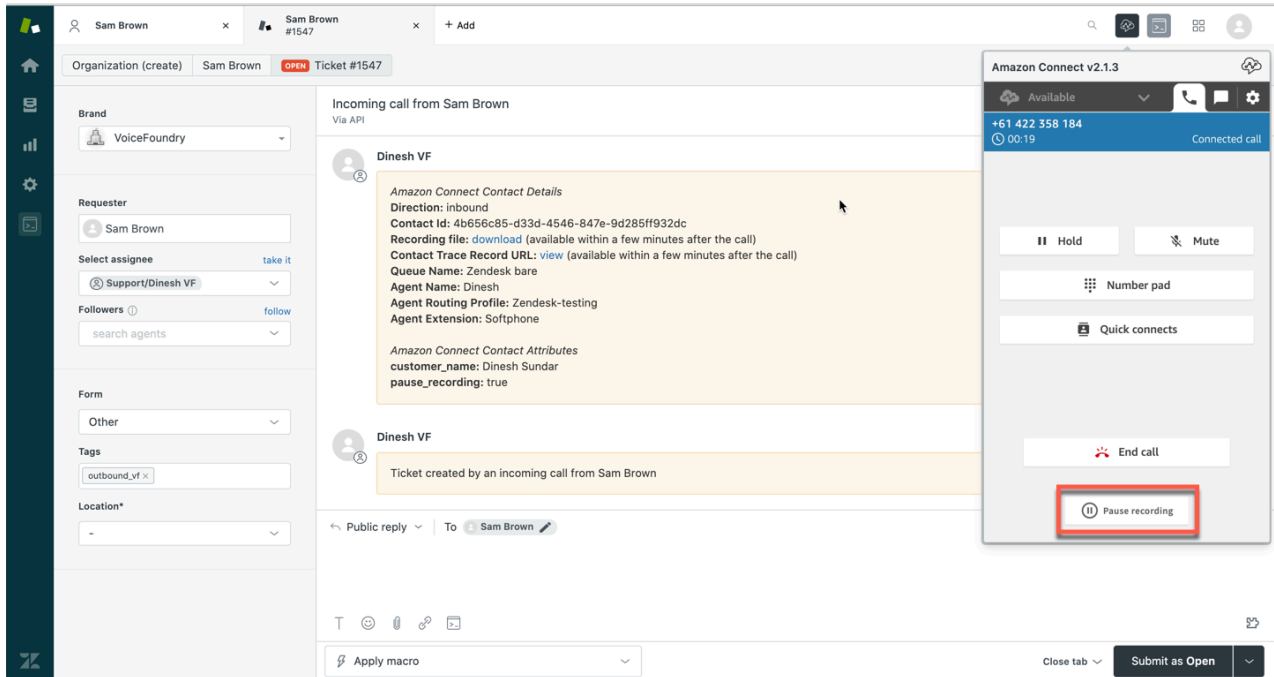 Sam Brown ×
Sam Brown
#1547 ×
+ Add
Organization (create) Sam Brown OPEN Ticket #1547
Brand
VoiceFoundry
Requester
Sam Brown
Select assignee take it
Support/Dinesh VF
Followers follow
search agents
Form
Other
Tags
outbound_vf ×
Location*
-
Incoming call from Sam Brown
Via API
Dinesh VF
Amazon Connect Contact Details
Direction: inbound
Contact Id: 4b656c85-d33d-4546-847e-9d285ff932dc
Recording file: download (available within a few minutes after the call)
Contact Trace Record URL: view (available within a few minutes after the call)
Queue Name: Zendesk bare
Agent Name: Dinesh
Agent Routing Profile: Zendesk-testing
Agent Extension: Softphone
Amazon Connect Contact Attributes
customer_name: Dinesh Sundar
pause_recording: true
Dinesh VF
Ticket created by an incoming call from Sam Brown
Public reply To Sam Brown
Apply macro
Close tab Submit as Open
Amazon Connect v2.1.3
Available
+61 422 358 184
00:19 Connected call
Hold Mute
Number pad
Quick connects
End call
Pause recording